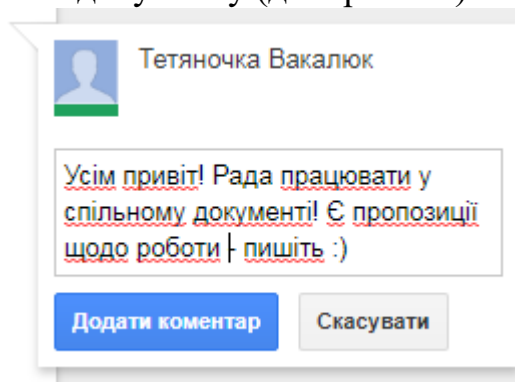 Тетяночка Вакалюк
Усім привіт! Рада працювати у
спільному документі! Є пропозиції
щодо роботи - пишіть :)
Додати коментар Скасувати